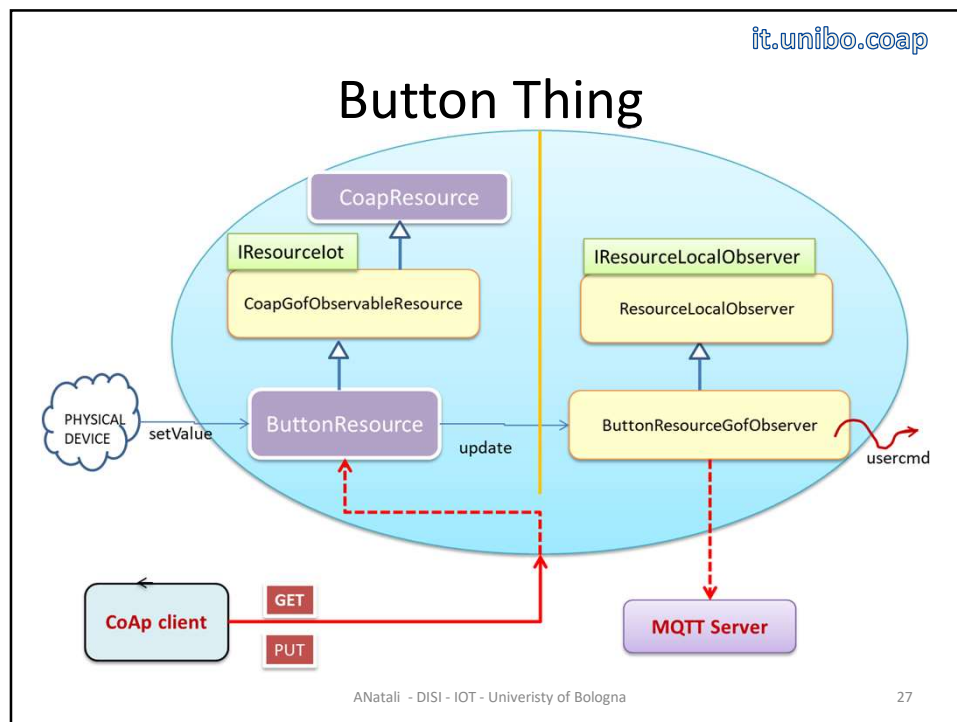 it.unibo.coap
Button Thing
CoapResource
IResourceIot
IResourceLocalObserver
CoapGofObservableResource
ResourceLocalObserver
PHYSICAL
DEVICE
setValue
ButtonResource
update
ButtonResourceGofObserver
usercmd
CoAp client
GET
PUT
MQTT Server
ANatali - DISI - IOT - Univeristy of Bologna
27